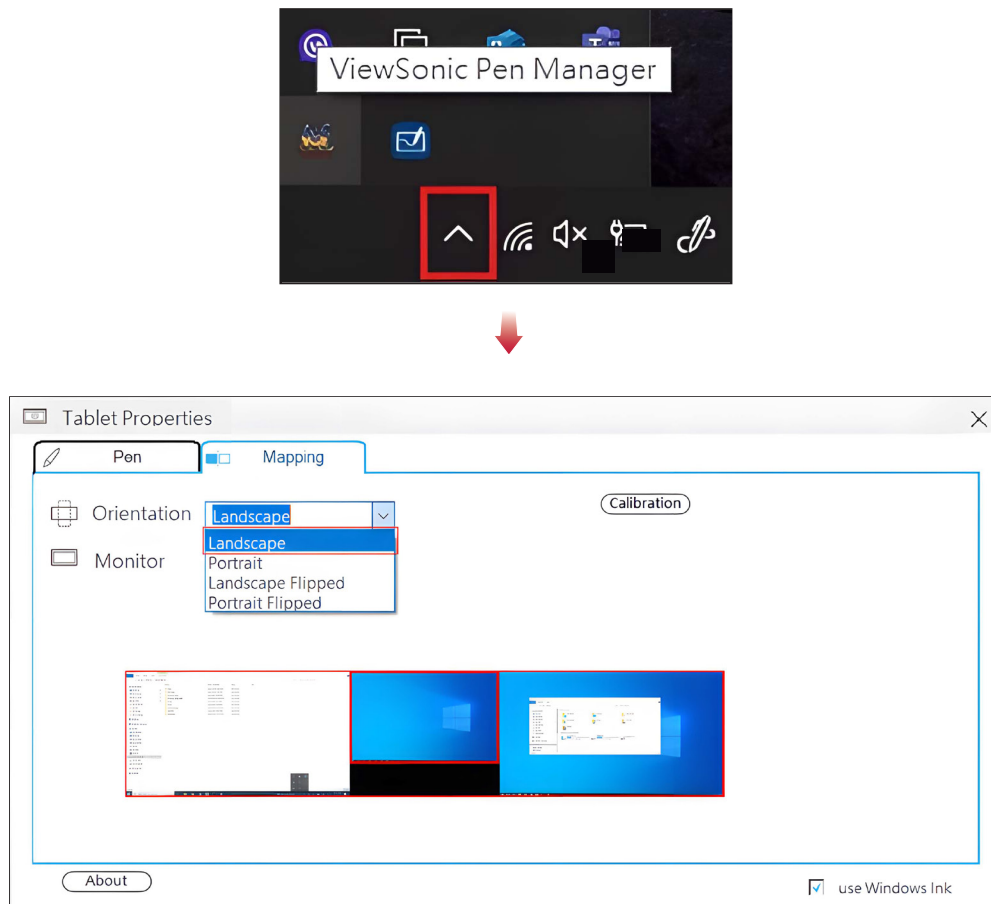 ViewSonic Pen Manager
Tablet Properties
Pen
Mapping
Orientation
Landscape
Calibration
Landscape
Monitor
Portrait
Landscape Flipped
Portrait Flipped
About
use Windows Ink